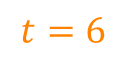 t = 6